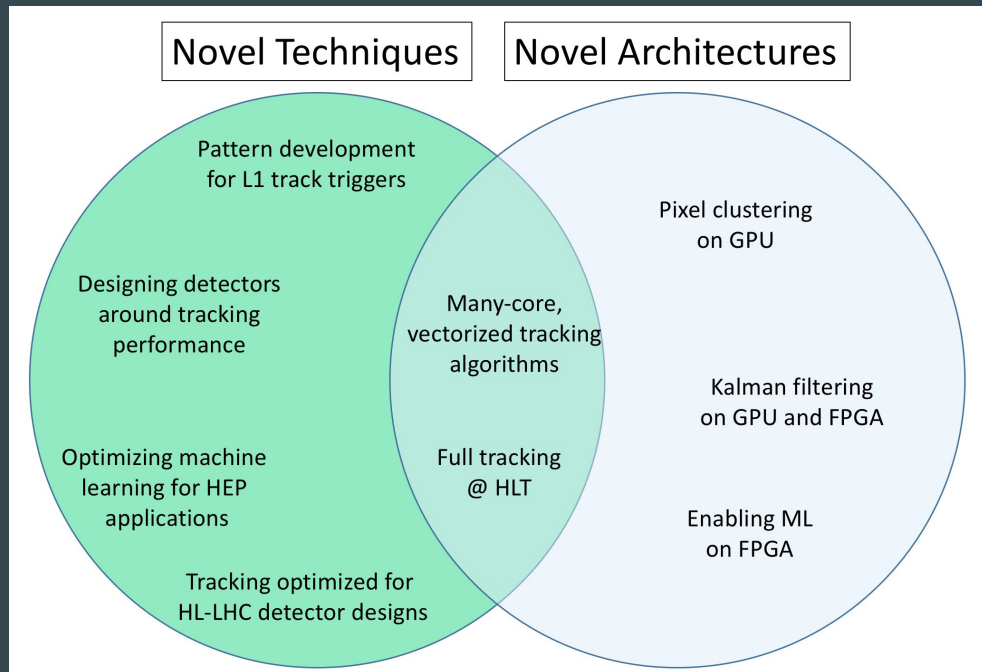 Novel Techniques
Novel Architectures
Pattern development
for L1 track triggers
Designing detectors
around tracking
performance
Optimizing machine
learning for HEP
applications
Tracking optimized for
HL-LHC detector designs
Many-core,
vectorized tracking
algorithms
Full tracking
@ HLT
Pixel clustering
on GPU
Kalman filtering
on GPU and FPGA
Enabling ML
on FPGA